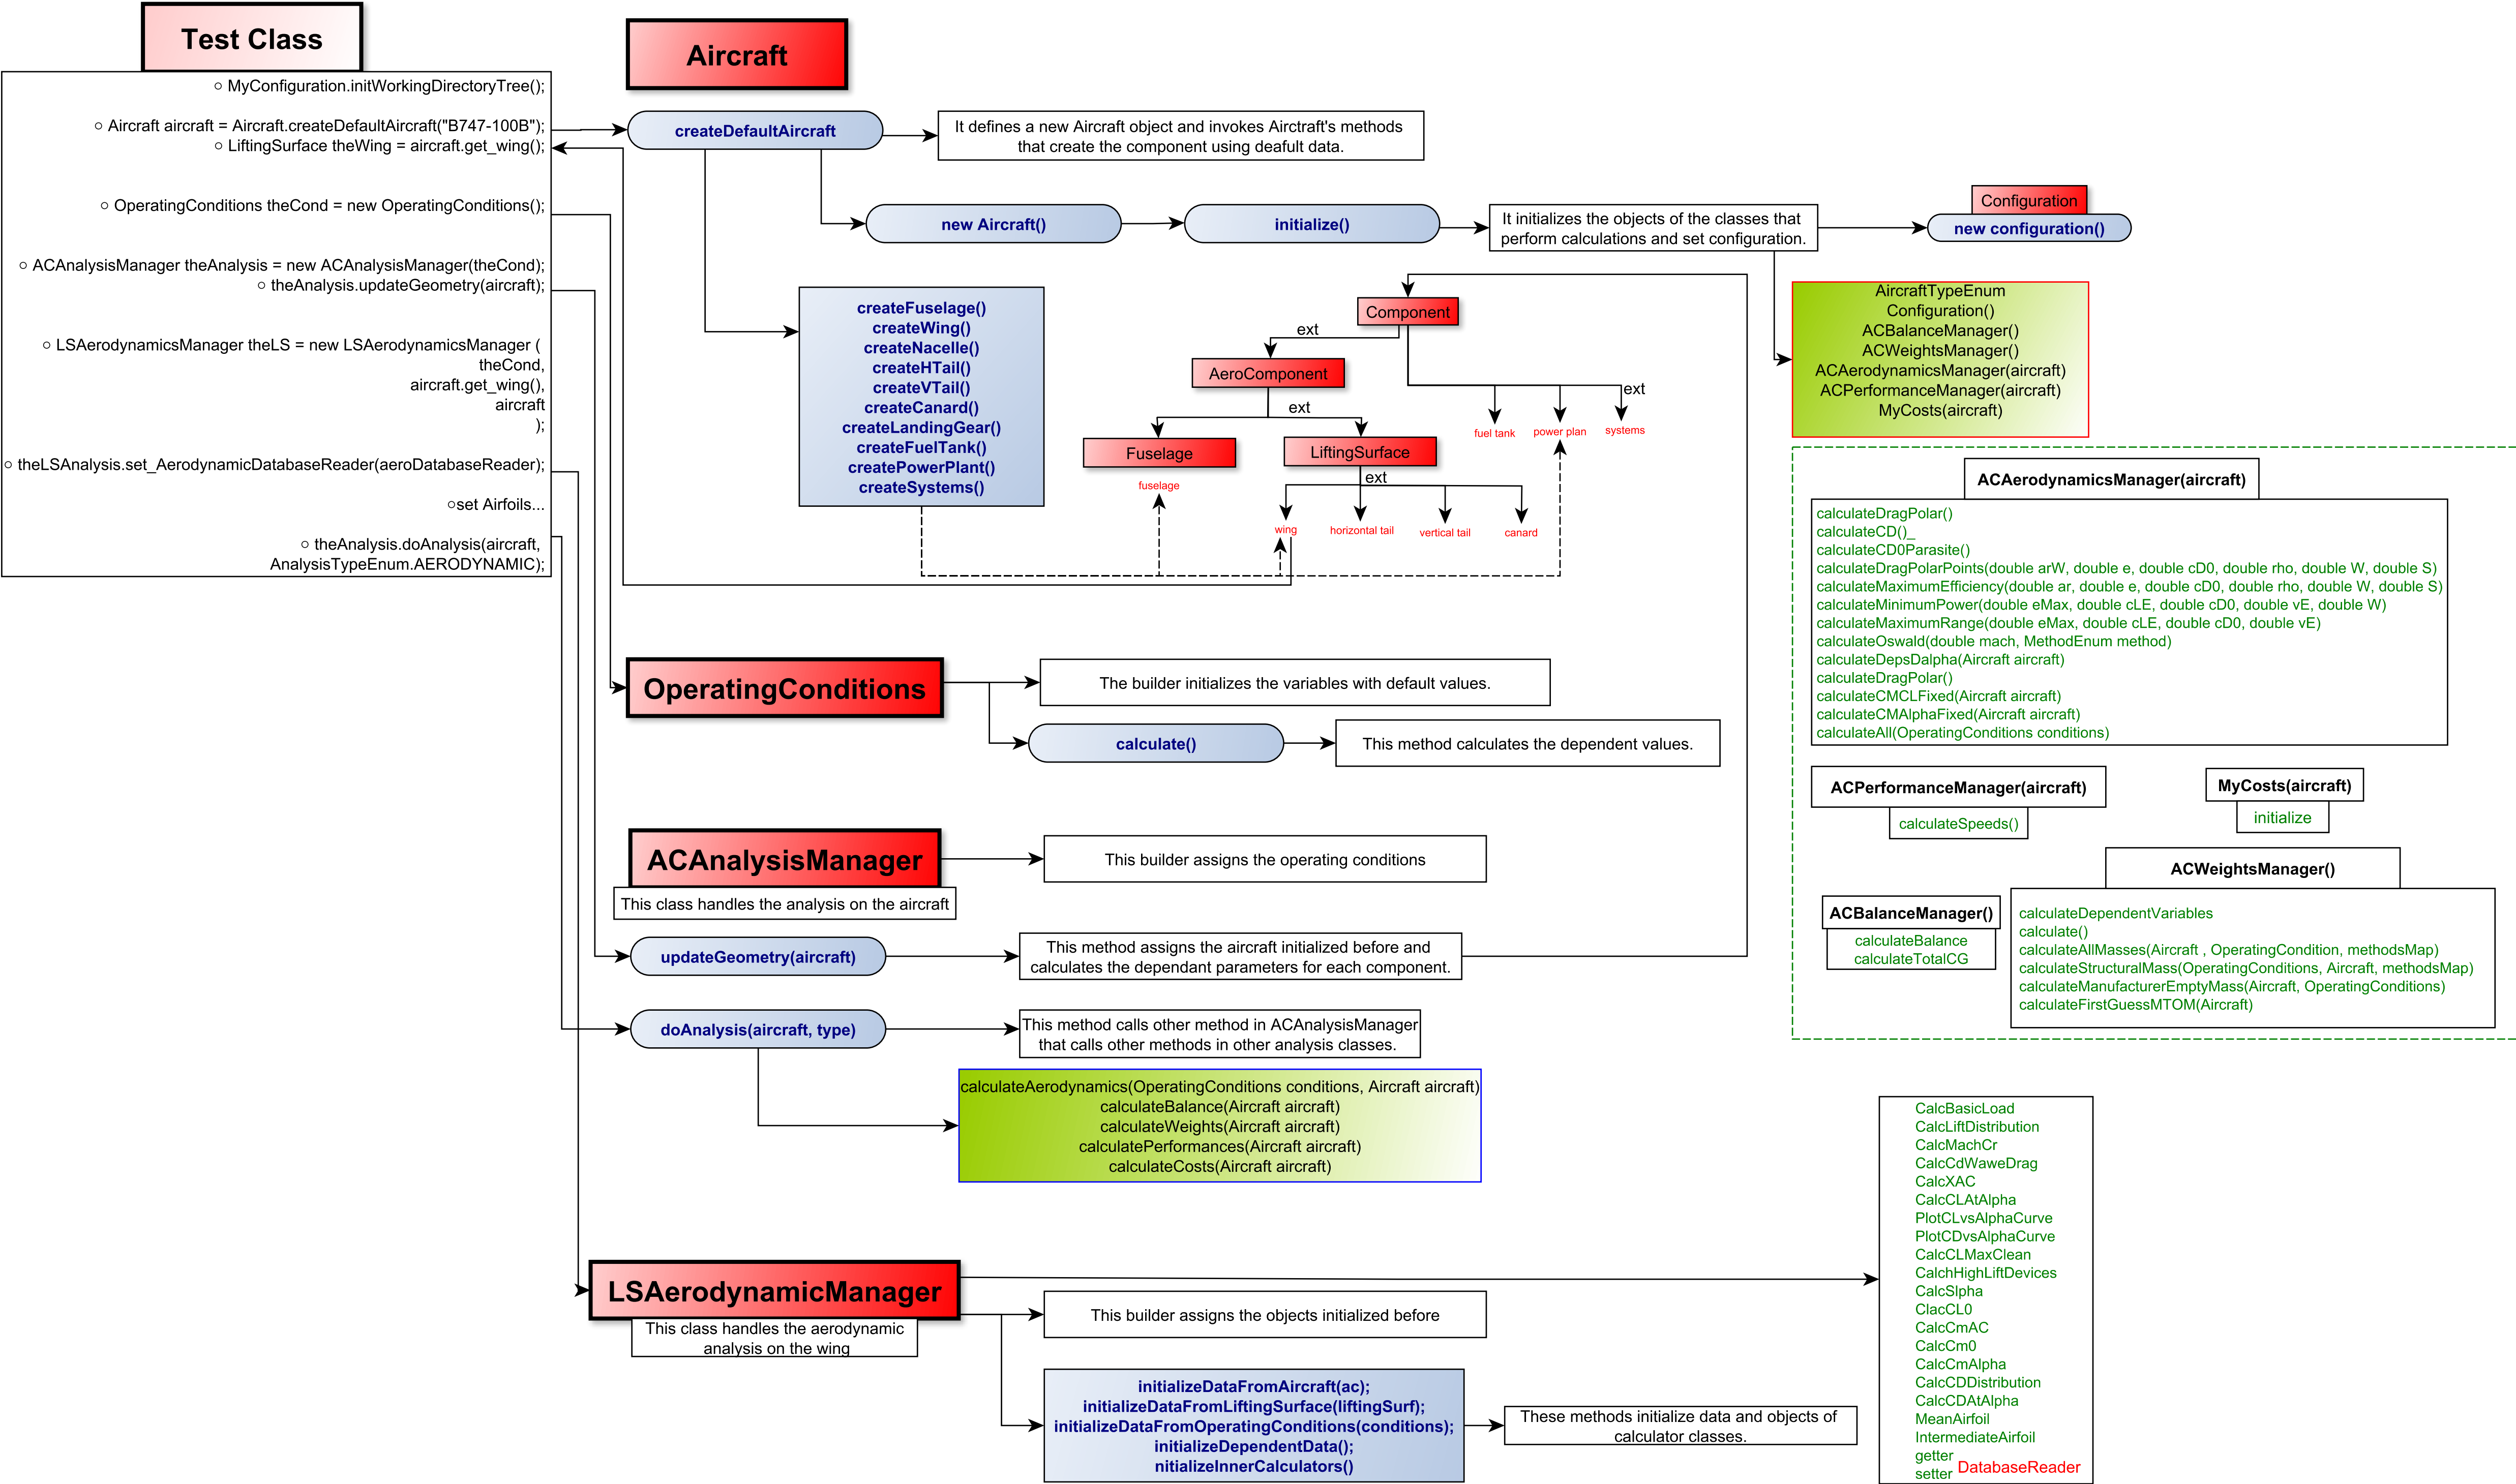 Test Class
○ MyConfiguration.initWorkingDirectoryTree();
○ Aircraft aircraft = Aircraft.createDefaultAircraft("B747-100B");
○ LiftingSurface theWing = aircraft.get_wing();
○ OperatingConditions theCond = new OperatingConditions();
○ ACAnalysisManager theAnalysis = new ACAnalysisManager(theCond);
○ theAnalysis.updateGeometry(aircraft);
○ LSAerodynamicsManager theLS = new LSAerodynamicsManager (
theCond,
aircraft.get_wing(),
aircraft
);
○ theLSAnalysis.set_AerodynamicDatabaseReader(aeroDatabaseReader);
○set Airfoils...
○ theAnalysis.doAnalysis(aircraft,
AnalysisTypeEnum.AERODYNAMIC);
Aircraft
createDefaultAircraft
It defines a new Aircraft object and invokes Airctraft's methods
that create the component using deafult data.
new Aircraft()
initialize()
It initializes the objects of the classes that
perform calculations and set configuration.
Configuration
new configuration()
createFuselage()
createWing()
createNacelle()
createHTail()
createVTail()
createCanard()
createLandingGear()
createFuelTank()
createPowerPlant()
createSystems()
Component
ext
AeroComponent
ext
ext
fuel tank
power plan
systems
Fuselage
LiftingSurface
fuselage
ext
wing
horizontal tail
vertical tail
canard
AircraftTypeEnum
Configuration()
ACBalanceManager()
ACWeightsManager()
ACAerodynamicsManager(aircraft)
ACPerformanceManager(aircraft)
MyCosts(aircraft)
ACAerodynamicsManager(aircraft)
calculateDragPolar()
calculateCD()_
calculateCD0Parasite()
calculateDragPolarPoints(double arW, double e, double cD0, double rho, double W, double S)
calculateMaximumEfficiency(double ar, double e, double cD0, double rho, double W, double S)
calculateMinimumPower(double eMax, double cLE, double cD0, double vE, double W)
calculateMaximumRange(double eMax, double cLE, double cD0, double vE)
calculateOswald(double mach, MethodEnum method)
calculateDepsDalpha(Aircraft aircraft)
calculateDragPolar()
calculateCMCLFixed(Aircraft aircraft)
calculateCMAlphaFixed(Aircraft aircraft)
calculateAll(OperatingConditions conditions)
ACPerformanceManager(aircraft)
calculateSpeeds()
MyCosts(aircraft)
initialize
ACBalanceManager()
calculateBalance
calculateTotalCG
ACWeightsManager()
calculateDependentVariables
calculate()
calculateAllMasses(Aircraft , OperatingCondition, methodsMap)
calculateStructuralMass(OperatingConditions, Aircraft, methodsMap)
calculateManufacturerEmptyMass(Aircraft, OperatingConditions)
calculateFirstGuessMTOM(Aircraft)
OperatingConditions
The builder initializes the variables with default values.
calculate()
This method calculates the dependent values.
ACAnalysisManager
This class handles the analysis on the aircraft
This builder assigns the operating conditions
updateGeometry(aircraft)
This method assigns the aircraft initialized before and
calculates the dependant parameters for each component.
doAnalysis(aircraft, type)
This method calls other method in ACAnalysisManager
that calls other methods in other analysis classes.
calculateAerodynamics(OperatingConditions conditions, Aircraft aircraft)
calculateBalance(Aircraft aircraft)
calculateWeights(Aircraft aircraft)
calculatePerformances(Aircraft aircraft)
calculateCosts(Aircraft aircraft)
LSAerodynamicManager
This class handles the aerodynamic
analysis on the wing
This builder assigns the objects initialized before
initializeDataFromAircraft(ac);
initializeDataFromLiftingSurface(liftingSurf);
initializeDataFromOperatingConditions(conditions);
initializeDependentData();
nitializeInnerCalculators()
These methods initialize data and objects of
calculator classes.
CalcBasicLoad
CalcLiftDistribution
CalcMachCr
CalcCdWaweDrag
CalcXAC
CalcCLAtAlpha
PlotCLvsAlphaCurve
PlotCDvsAlphaCurve
CalcCLMaxClean
CalchHighLiftDevices
CalcSlpha
ClacCL0
CalcCmAC
CalcCm0
CalcCmAlpha
CalcCDDistribution
CalcCDAtAlpha
MeanAirfoil
IntermediateAirfoil
getter
setter
DatabaseReader